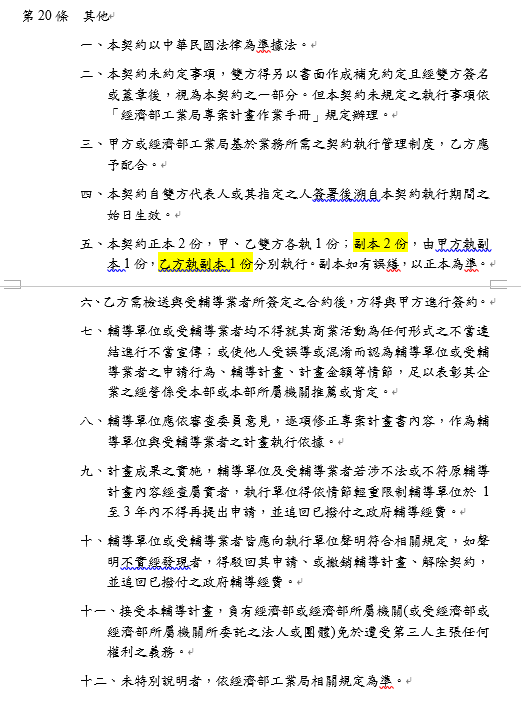 第 20 條　其他
一、本契約以中華民國法律為準據法。
二、本契約未約定事項，雙方得另以書面作成補充約定且經雙方簽名
或蓋章後，視為本契約之一部分。但本契約未規定之執行事項依
「經濟部工業局專案計畫作業手冊」規定辦理。
三、甲方或經濟部工業局基於業務所需之契約執行管理制度，乙方應
予配合。
四、本契約自雙方代表人或其指定之人簽署後溯自本契約執行期間之
始日生效。
五、本契約正本 2 份，甲、乙雙方各執 1 份；副本 2 份，由甲方執副
本 1 份，乙方執副本 1 份分別執行。副本如有誤繕，以正本為準。
六、乙方需檢送與受輔導業者所簽定之合約後，方得與甲方進行簽約。
七、輔導單位或受輔導業者均不得就其商業活動為任何形式之不當連
結進行不當宣傳；或使他人受誤導或混淆而認為輔導單位或受輔
導業者之申請行為、輔導計畫、計畫金額等情節，足以表彰其企
業之經營係受本部或本部所屬機關推薦或肯定。
八、輔導單位應依審查委員意見，逐項修正專案計畫書內容，作為輔
導單位與受輔導業者之計畫執行依據。
九、計畫成果之實施，輔導單位及受輔導業者若涉不法或不符原輔導
計畫內容經查屬實者，執行單位得依情節輕重限制輔導單位於 1
至 3 年內不得再提出申請，並追回已撥付之政府輔導經費。
十、輔導單位或受輔導業者皆應向執行單位聲明符合相關規定，如聲
明不實經發現者，得駁回其申請、或撤銷輔導計畫、解除契約，
並追回已撥付之政府輔導經費。
十一、接受本輔導計畫，負有經濟部或經濟部所屬機關(或受經濟部或
經濟部所屬機關所委託之法人或團體)免於遭受第三人主張任何
權利之義務。
十二、未特別說明者，依經濟部工業局相關規定為準。